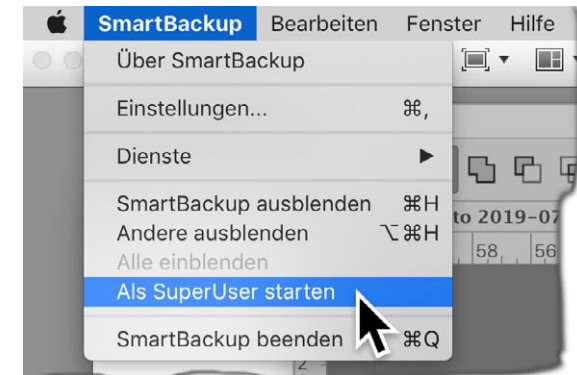 SmartBackup Bearbeiten Fenster Hilfe
Über SmartBackup
Einstellungen... ⌘,
Dienste ▶
SmartBackup ausblenden ⌘H
to 2019-07
Andere ausblenden ⌥⌘H
58 56
Alle einblenden
Als SuperUser starten
SmartBackup beenden ⌘Q
2